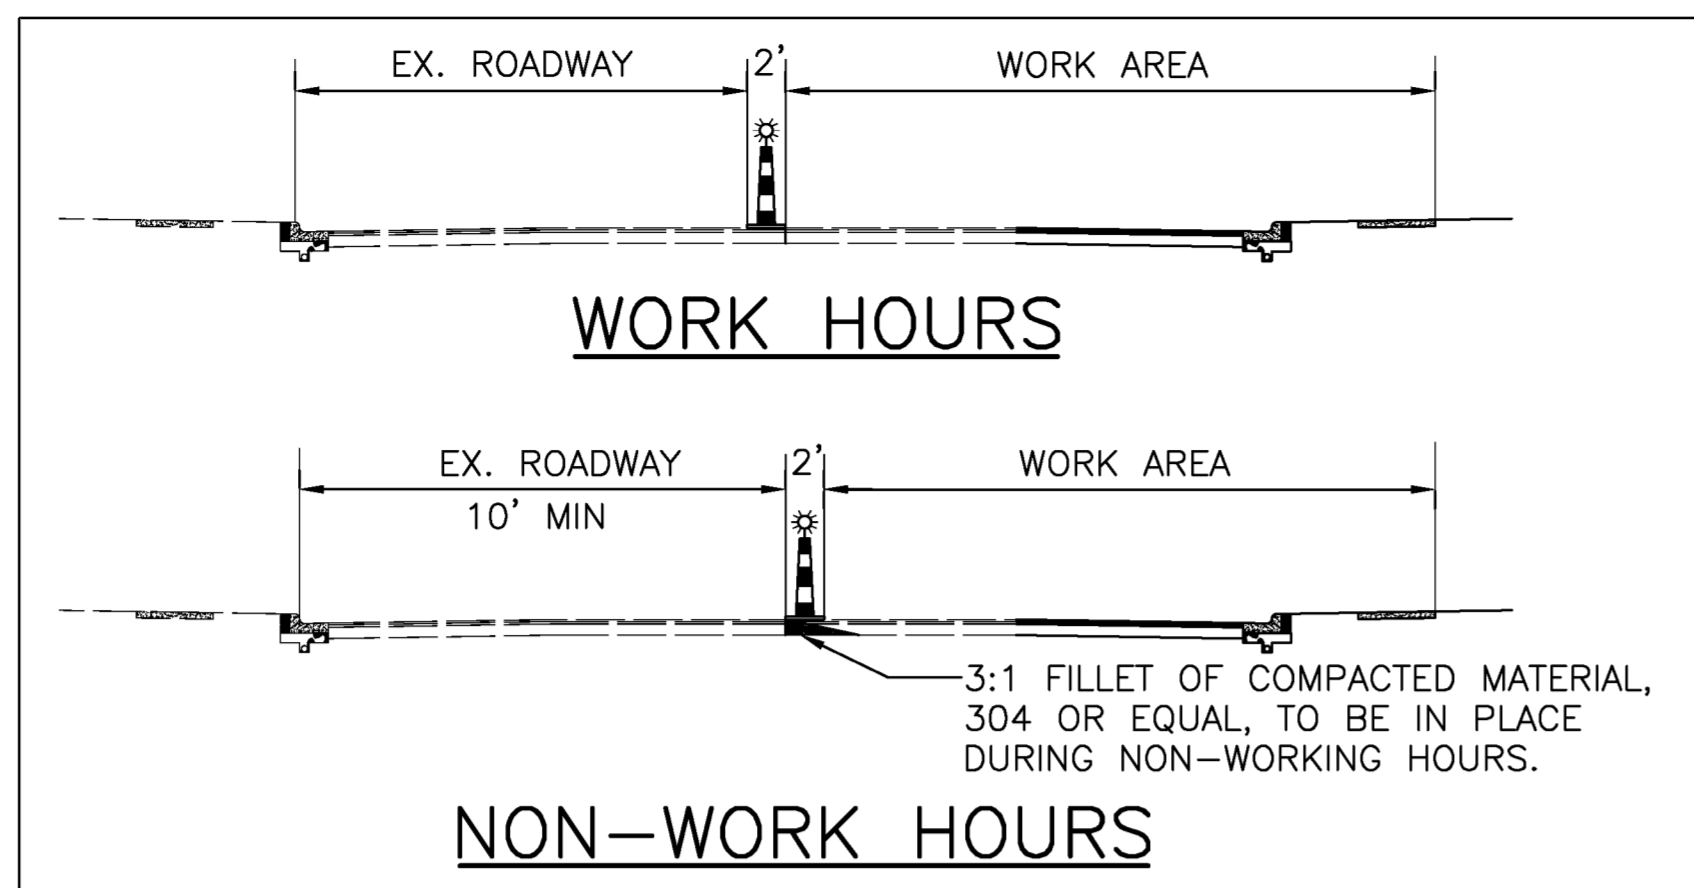 EX. ROADWAY 2' WORK AREA
WORK HOURS
EX. ROADWAY 2' WORK AREA
10' MIN
3:1 FILLET OF COMPACTED MATERIAL,
304 OR EQUAL, TO BE IN PLACE
DURING NON-WORKING HOURS.
NON-WORK HOURS